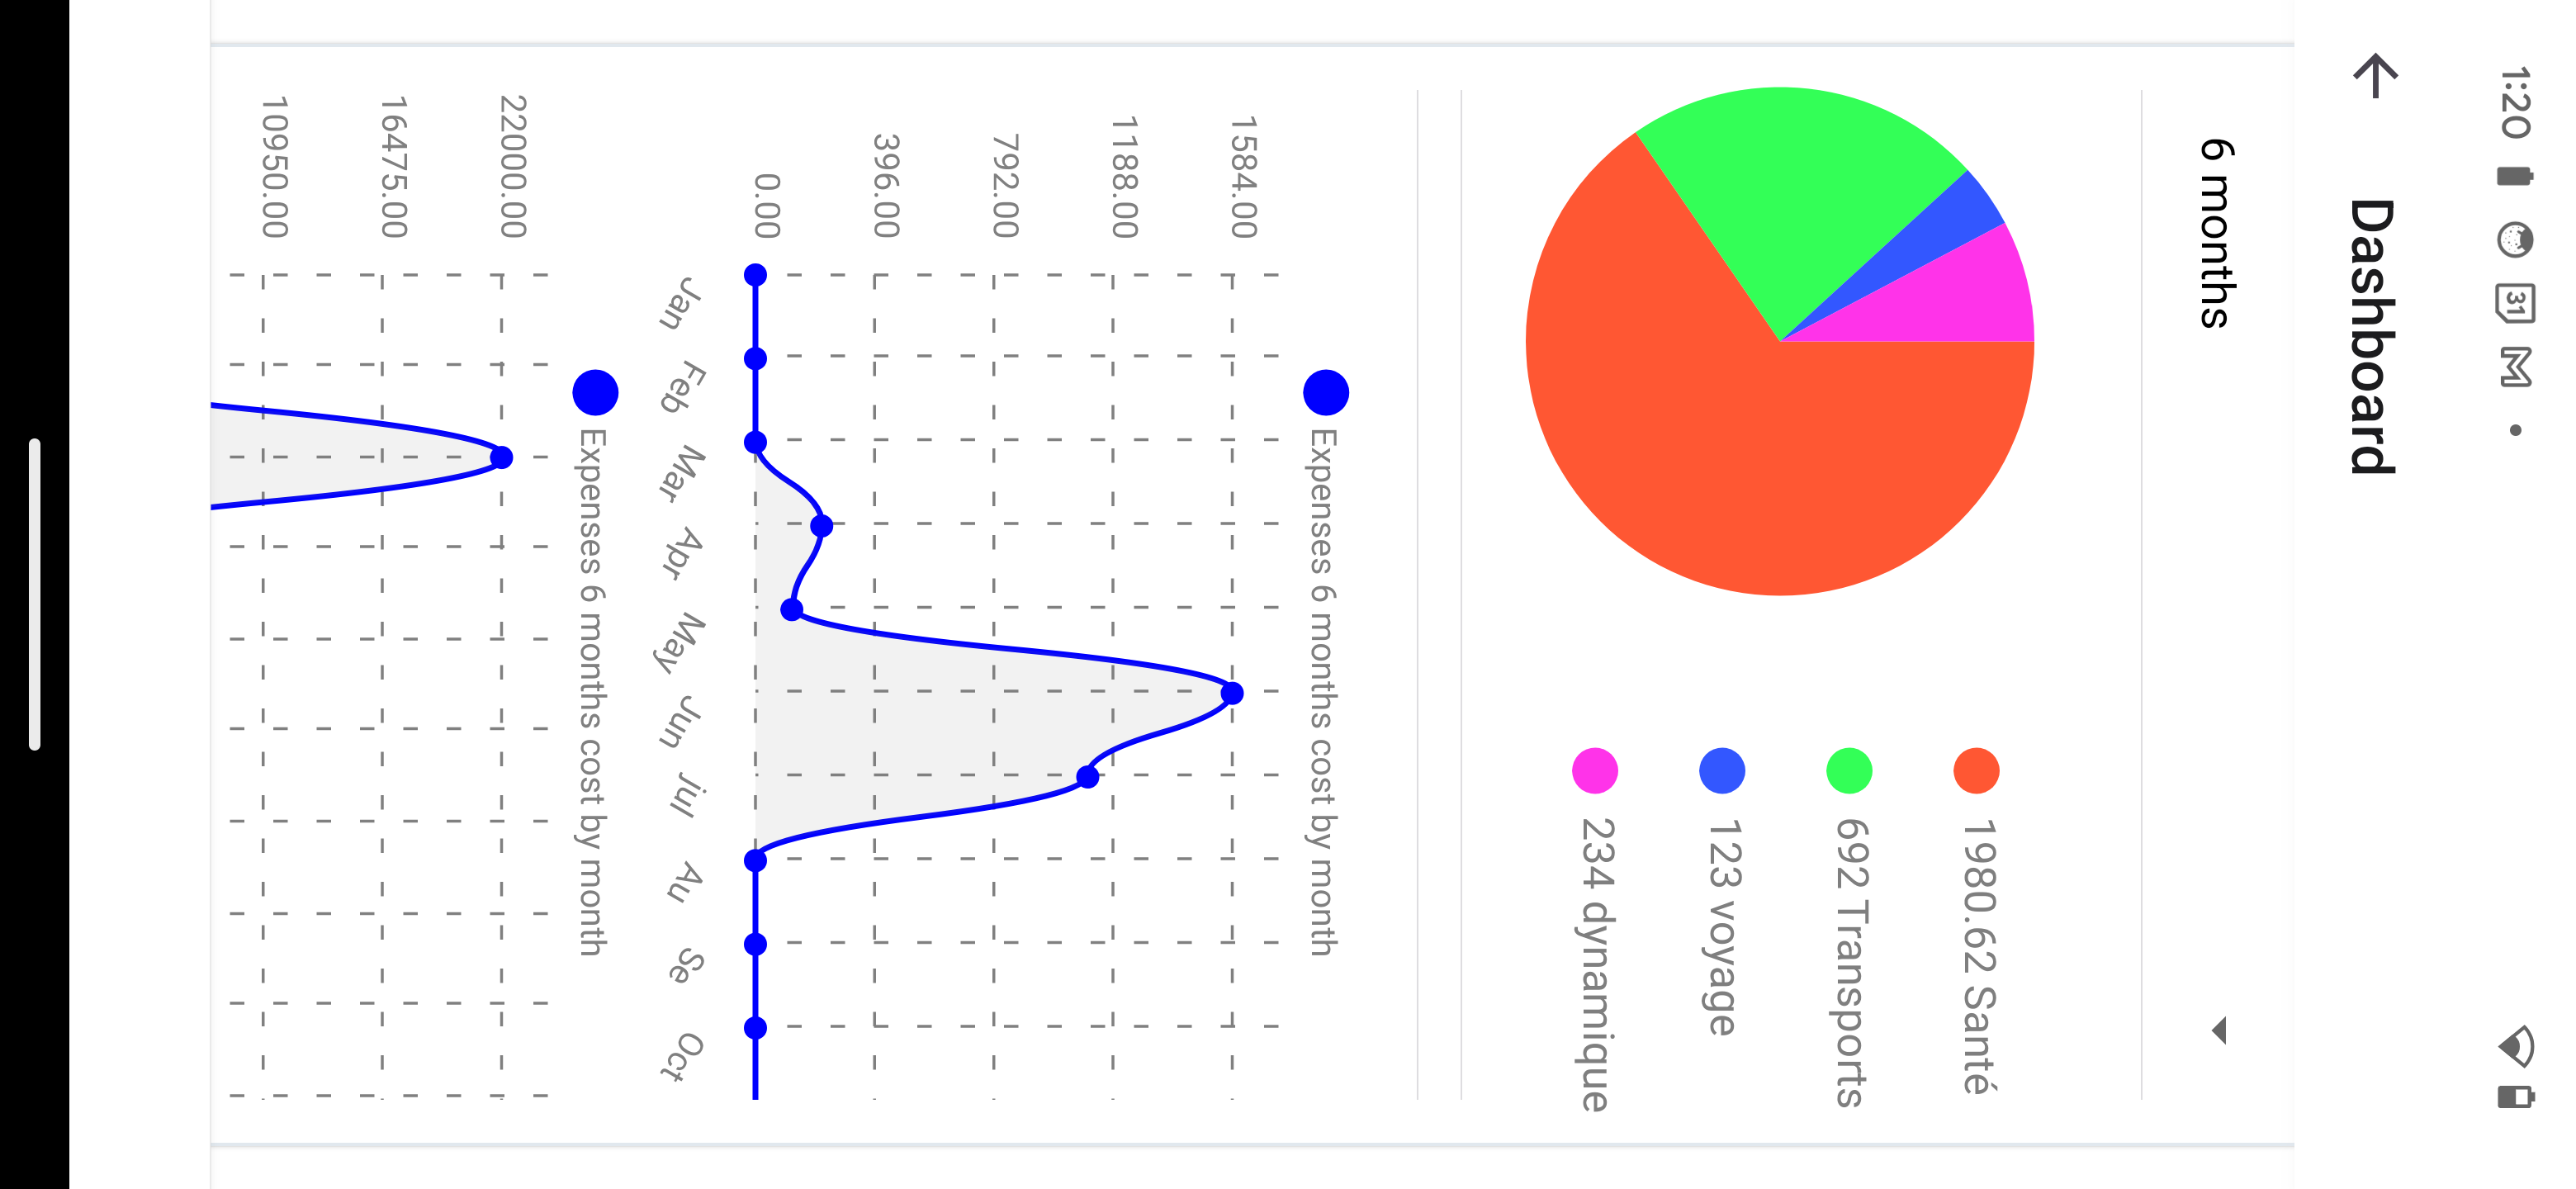 1:20
31
Dashboard
6 months
1980.62 Santé
692 Transports
123 voyage
234 dynamique
Expenses 6 months cost by month
1584.00
1188.00
792.00
396.00
0.00
Jan
Feb
Mar
Apr
May
Jun
jul
Au
Se
Oct
Expenses 6 months cost by month
22000.00
16475.00
10950.00